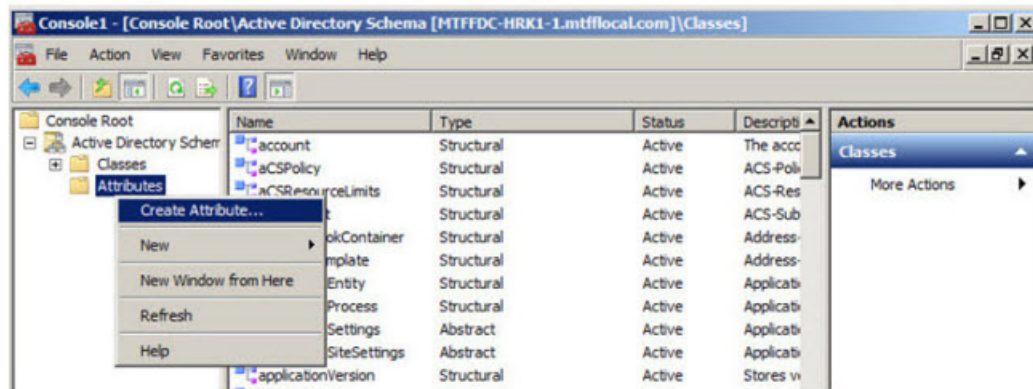 Console1 - [Console Root\Active Directory Schema [MTFFDC-HRK1-1.mtfflocal.com]\Classes]
File Action View Favorites Window Help
Console Root
Active Directory Schem
Classes
Attributes
Create Attribute...
New
New Window from Here
Refresh
Help
Name Type Status Descripti
account Structural Active The acco
aCSPolicy Structural Active ACS-Poli
aCSResourceLimits Structural Active ACS-Res
t Structural Active ACS-Sub
okContainer Structural Active Address-
mplate Structural Active Address-
Entity Structural Active Applicati
Process Structural Active Applicati
Settings Abstract Active Applicati
SiteSettings Abstract Active Applicati
applicationVersion Structural Active Stores v
Actions
Classes
More Actions